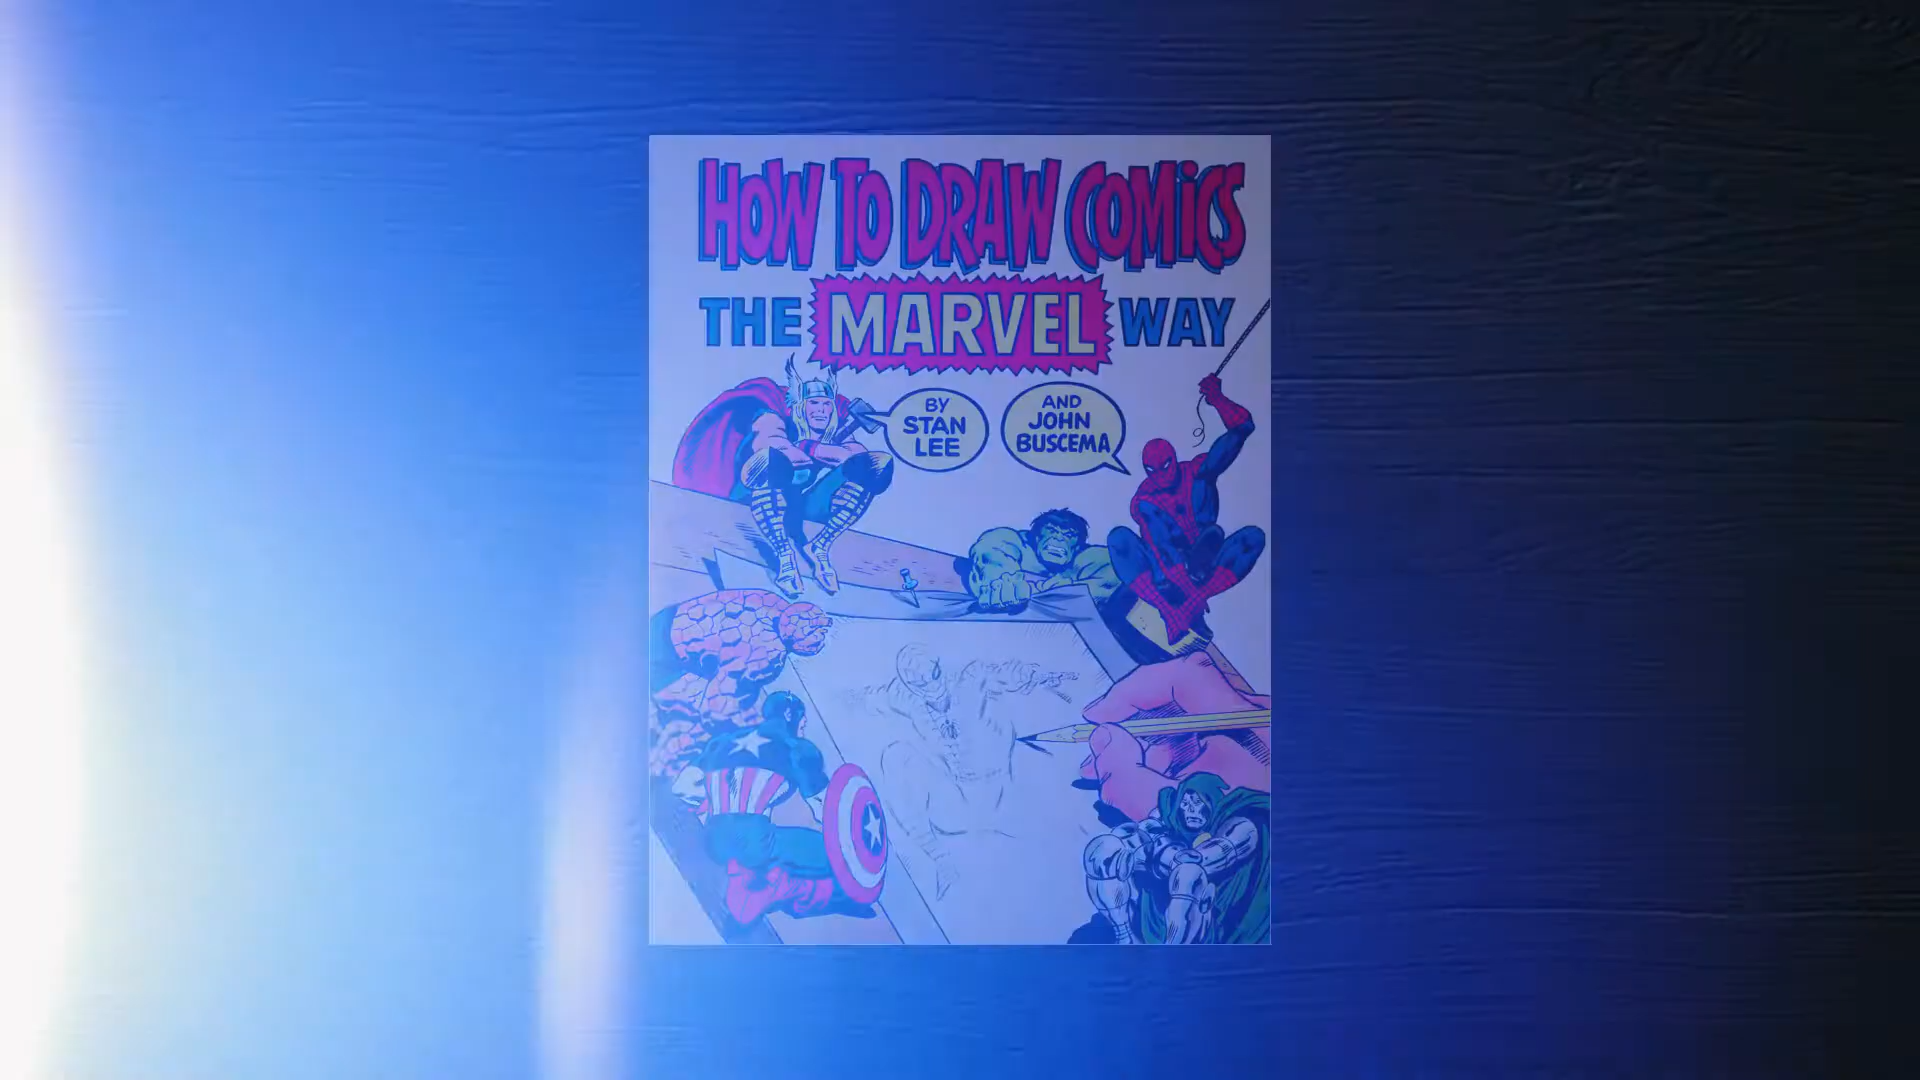 HOW TO DRAW COMiCS
THE MARVEL WAY
BY
STAN
LEE
AND
JOHN
BUSCEMA